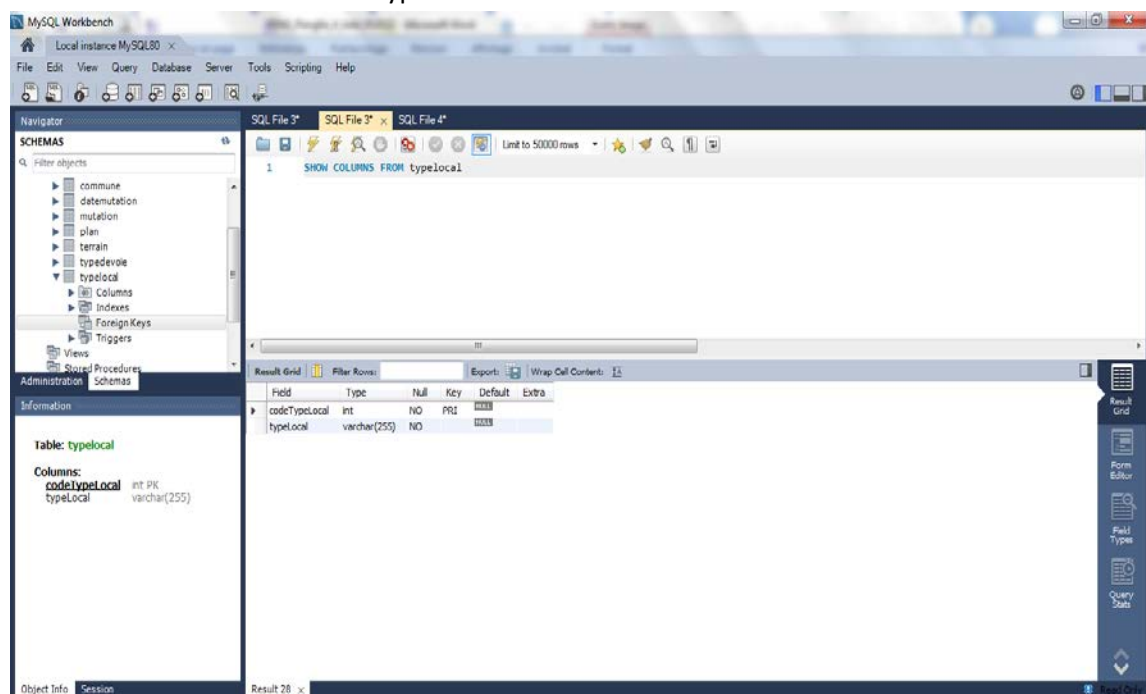 MySQL Workbench
Local instance MySQL80 ×
File Edit View Query Database Server Tools Scripting Help
Navigator
SQL File 3* SQL File 3* × SQL File 4*
SCHEMAS
Filter objects
Limit to 50000 rows
1 SHOW COLUMNS FROM typelocal
commune
datemutation
mutation
plan
terrain
typedevoie
typelocal
Columns
Indexes
Foreign Keys
Triggers
Views
Stored Procedures
Administration Schemas
Result Grid Filter Rows: Export: Wrap Cell Content:
Field Type Null Key Default Extra
codeTypeLocal int NO PRI NULL
typeLocal varchar(255) NO NULL
Information
Table: typelocal
Columns:
codeTypeLocal int PK
typeLocal varchar(255)
Result
Grid
Form
Editor
Field
Types
Query
Stats
Object Info Session
Result 28 ×
Read Only